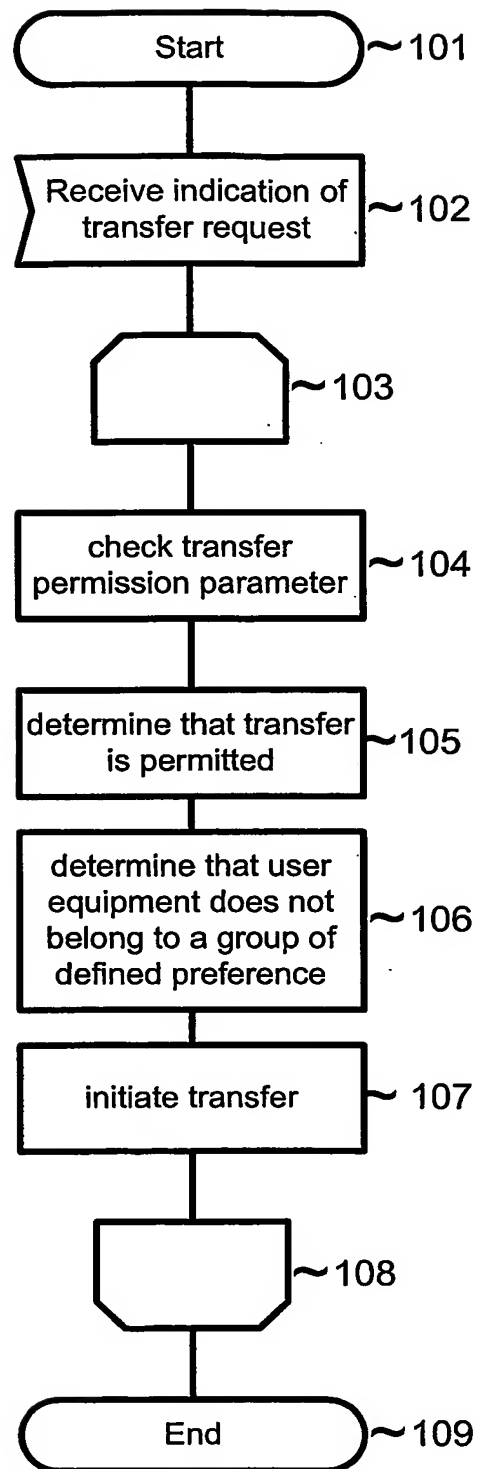 Start ~101
Receive indication of
transfer request ~102
~103
check transfer
permission parameter ~104
determine that transfer
is permitted ~105
determine that user
equipment does not
belong to a group of
defined preference ~106
initiate transfer ~107
~108
End ~109